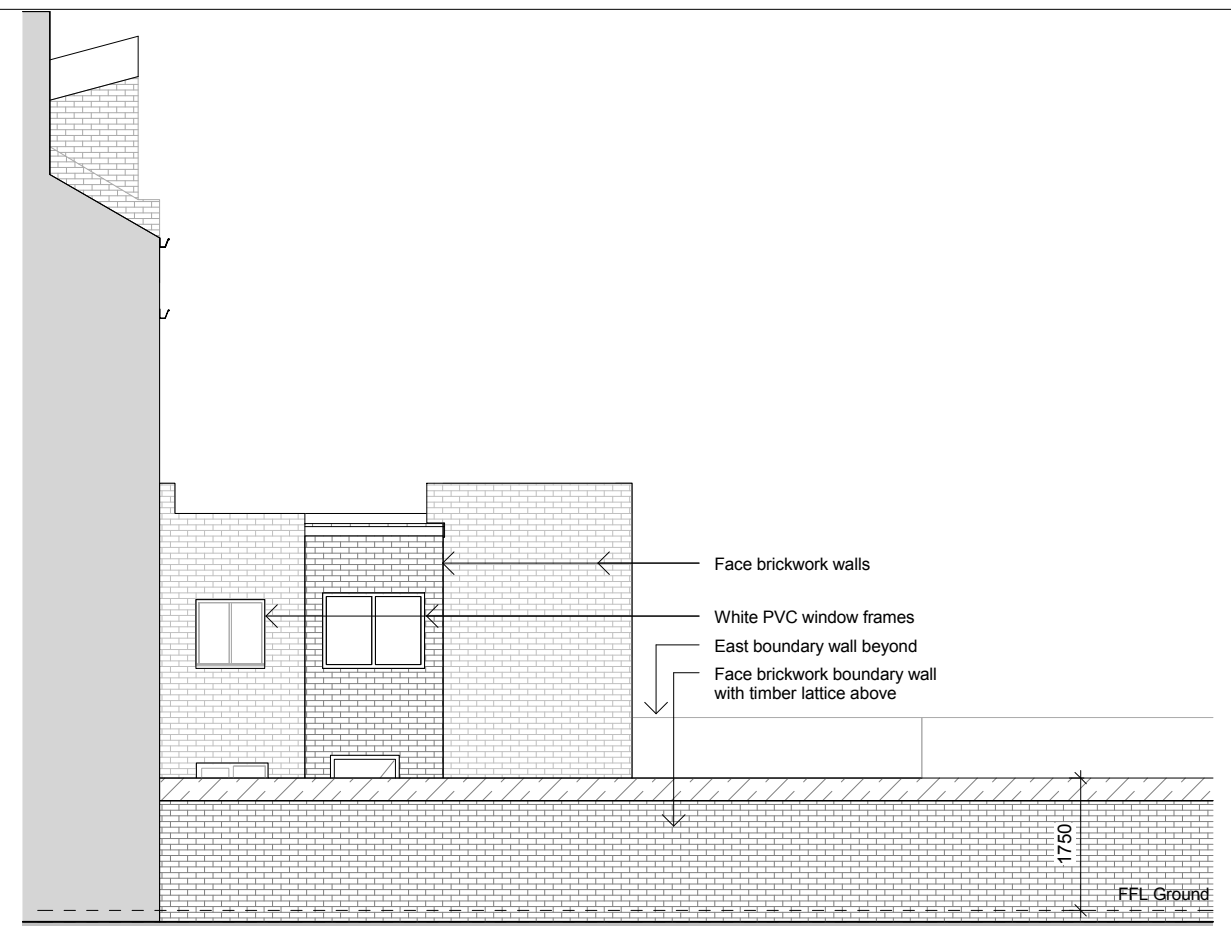 Face brickwork walls
White PVC window frames
East boundary wall beyond
Face brickwork boundary wall
with timber lattice above
1750
FFL Ground